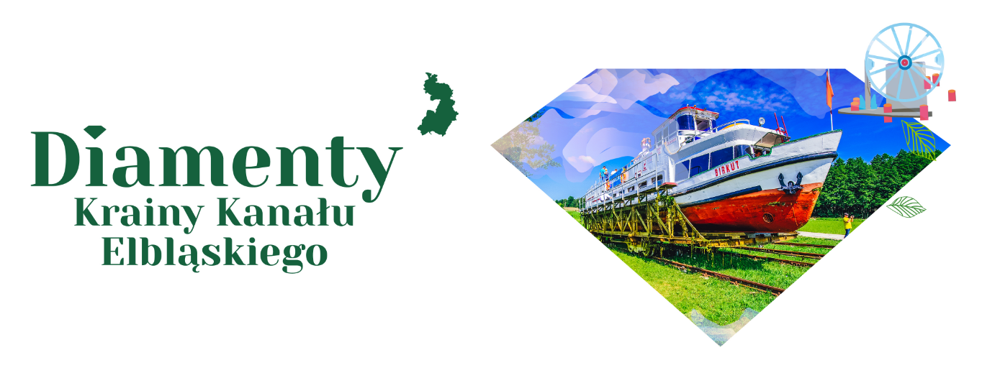 Diamenty
Krainy Kanału
Elbląskiego
BIRKUT